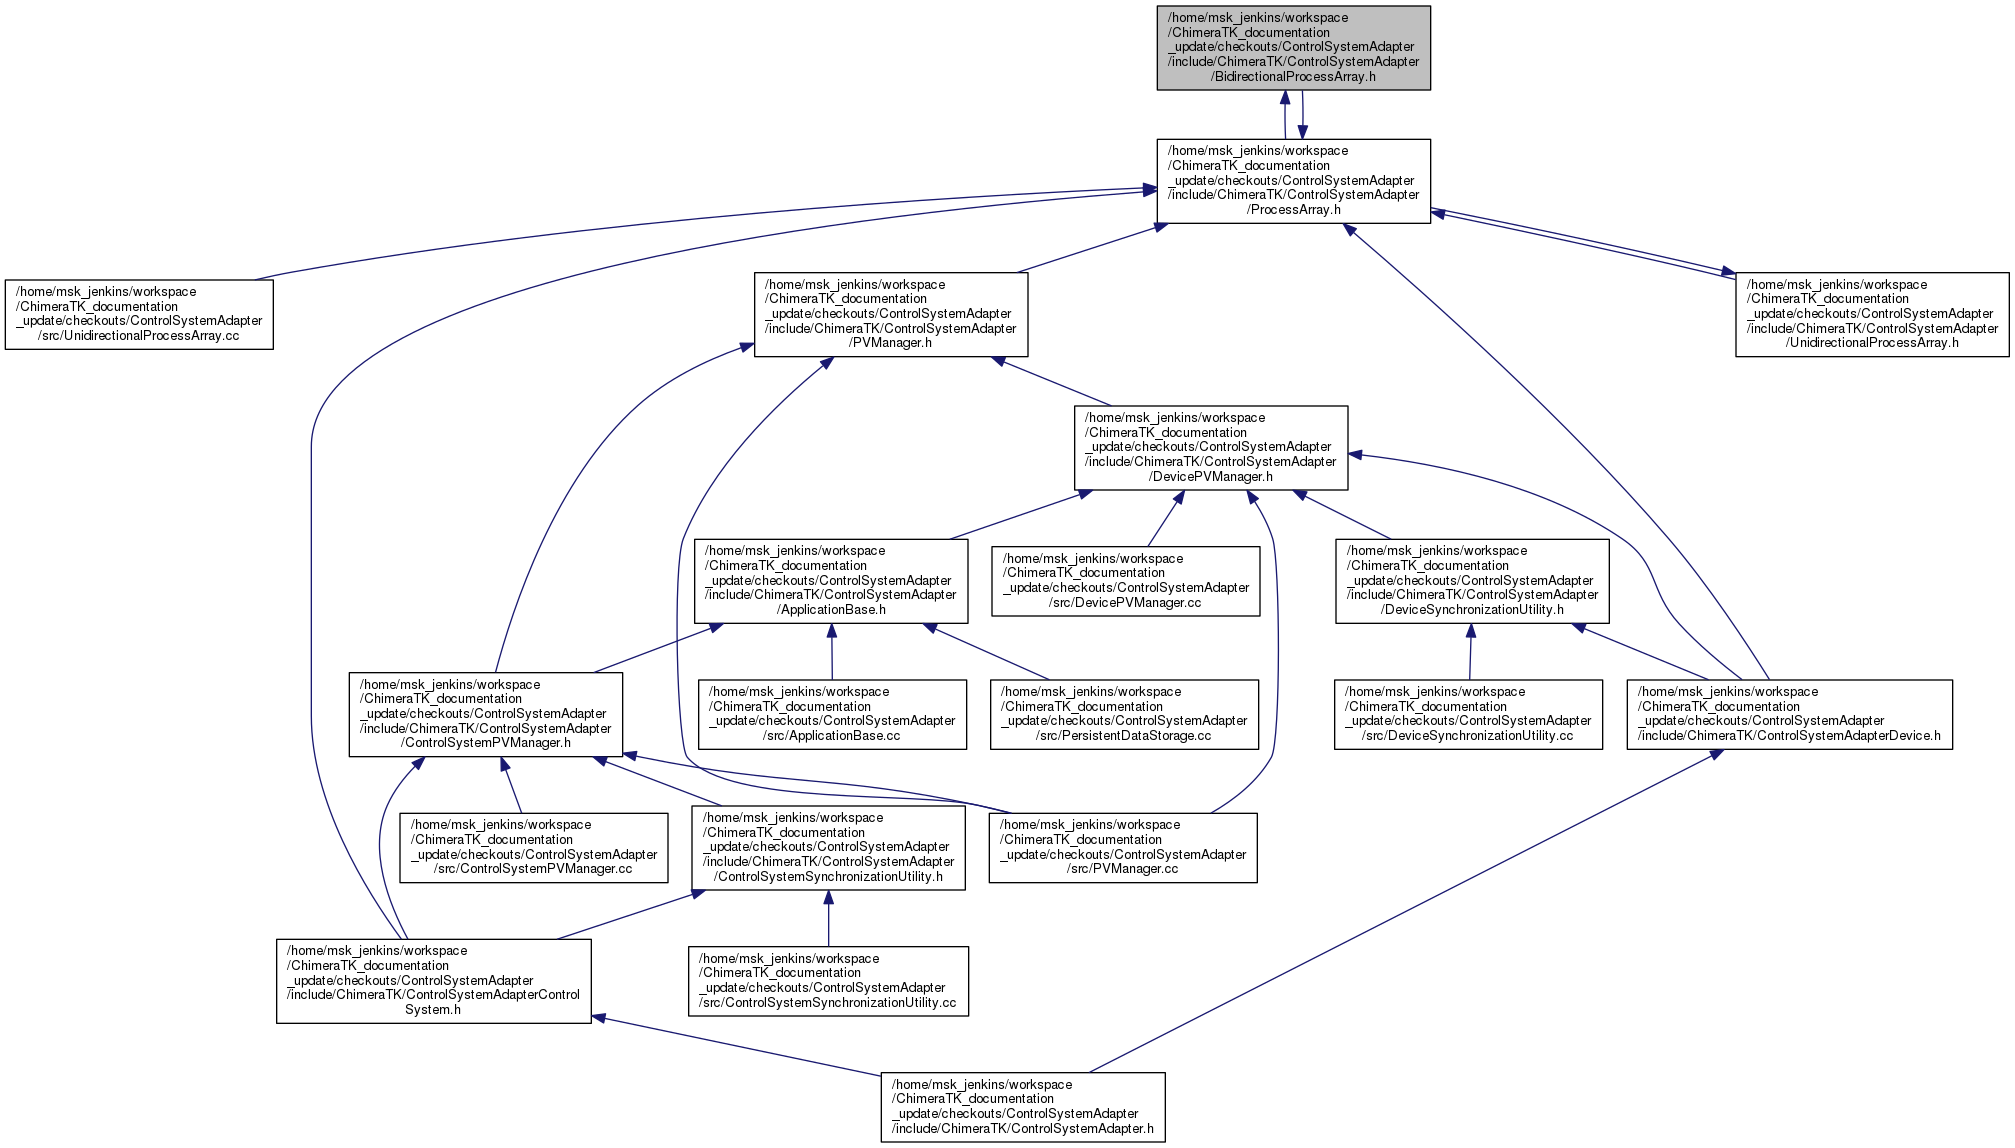 /home/msk_jenkins/workspace
/ChimeraTK_documentation
_update/checkouts/ControlSystemAdapter
/include/ChimeraTK/ControlSystemAdapter
/BidirectionalProcessArray.h
/home/msk_jenkins/workspace
/ChimeraTK_documentation
_update/checkouts/ControlSystemAdapter
/include/ChimeraTK/ControlSystemAdapter
/ProcessArray.h
/home/msk_jenkins/workspace
/ChimeraTK_documentation
_update/checkouts/ControlSystemAdapter
/src/UnidirectionalProcessArray.cc
/home/msk_jenkins/workspace
/ChimeraTK_documentation
_update/checkouts/ControlSystemAdapter
/include/ChimeraTK/ControlSystemAdapter
/PVManager.h
/home/msk_jenkins/workspace
/ChimeraTK_documentation
_update/checkouts/ControlSystemAdapter
/include/ChimeraTK/ControlSystemAdapter
/UnidirectionalProcessArray.h
/home/msk_jenkins/workspace
/ChimeraTK_documentation
_update/checkouts/ControlSystemAdapter
/include/ChimeraTK/ControlSystemAdapter
/DevicePVManager.h
/home/msk_jenkins/workspace
/ChimeraTK_documentation
_update/checkouts/ControlSystemAdapter
/include/ChimeraTK/ControlSystemAdapter
/ApplicationBase.h
/home/msk_jenkins/workspace
/ChimeraTK_documentation
_update/checkouts/ControlSystemAdapter
/src/DevicePVManager.cc
/home/msk_jenkins/workspace
/ChimeraTK_documentation
_update/checkouts/ControlSystemAdapter
/include/ChimeraTK/ControlSystemAdapter
/DeviceSynchronizationUtility.h
/home/msk_jenkins/workspace
/ChimeraTK_documentation
_update/checkouts/ControlSystemAdapter
/include/ChimeraTK/ControlSystemAdapter
/ControlSystemPVManager.h
/home/msk_jenkins/workspace
/ChimeraTK_documentation
_update/checkouts/ControlSystemAdapter
/src/ApplicationBase.cc
/home/msk_jenkins/workspace
/ChimeraTK_documentation
_update/checkouts/ControlSystemAdapter
/src/PersistentDataStorage.cc
/home/msk_jenkins/workspace
/ChimeraTK_documentation
_update/checkouts/ControlSystemAdapter
/src/DeviceSynchronizationUtility.cc
/home/msk_jenkins/workspace
/ChimeraTK_documentation
_update/checkouts/ControlSystemAdapter
/include/ChimeraTK/ControlSystemAdapterDevice.h
/home/msk_jenkins/workspace
/ChimeraTK_documentation
_update/checkouts/ControlSystemAdapter
/src/ControlSystemPVManager.cc
/home/msk_jenkins/workspace
/ChimeraTK_documentation
_update/checkouts/ControlSystemAdapter
/include/ChimeraTK/ControlSystemAdapter
/ControlSystemSynchronizationUtility.h
/home/msk_jenkins/workspace
/ChimeraTK_documentation
_update/checkouts/ControlSystemAdapter
/src/PVManager.cc
/home/msk_jenkins/workspace
/ChimeraTK_documentation
_update/checkouts/ControlSystemAdapter
/include/ChimeraTK/ControlSystemAdapterControl
System.h
/home/msk_jenkins/workspace
/ChimeraTK_documentation
_update/checkouts/ControlSystemAdapter
/src/ControlSystemSynchronizationUtility.cc
/home/msk_jenkins/workspace
/ChimeraTK_documentation
_update/checkouts/ControlSystemAdapter
/include/ChimeraTK/ControlSystemAdapter.h